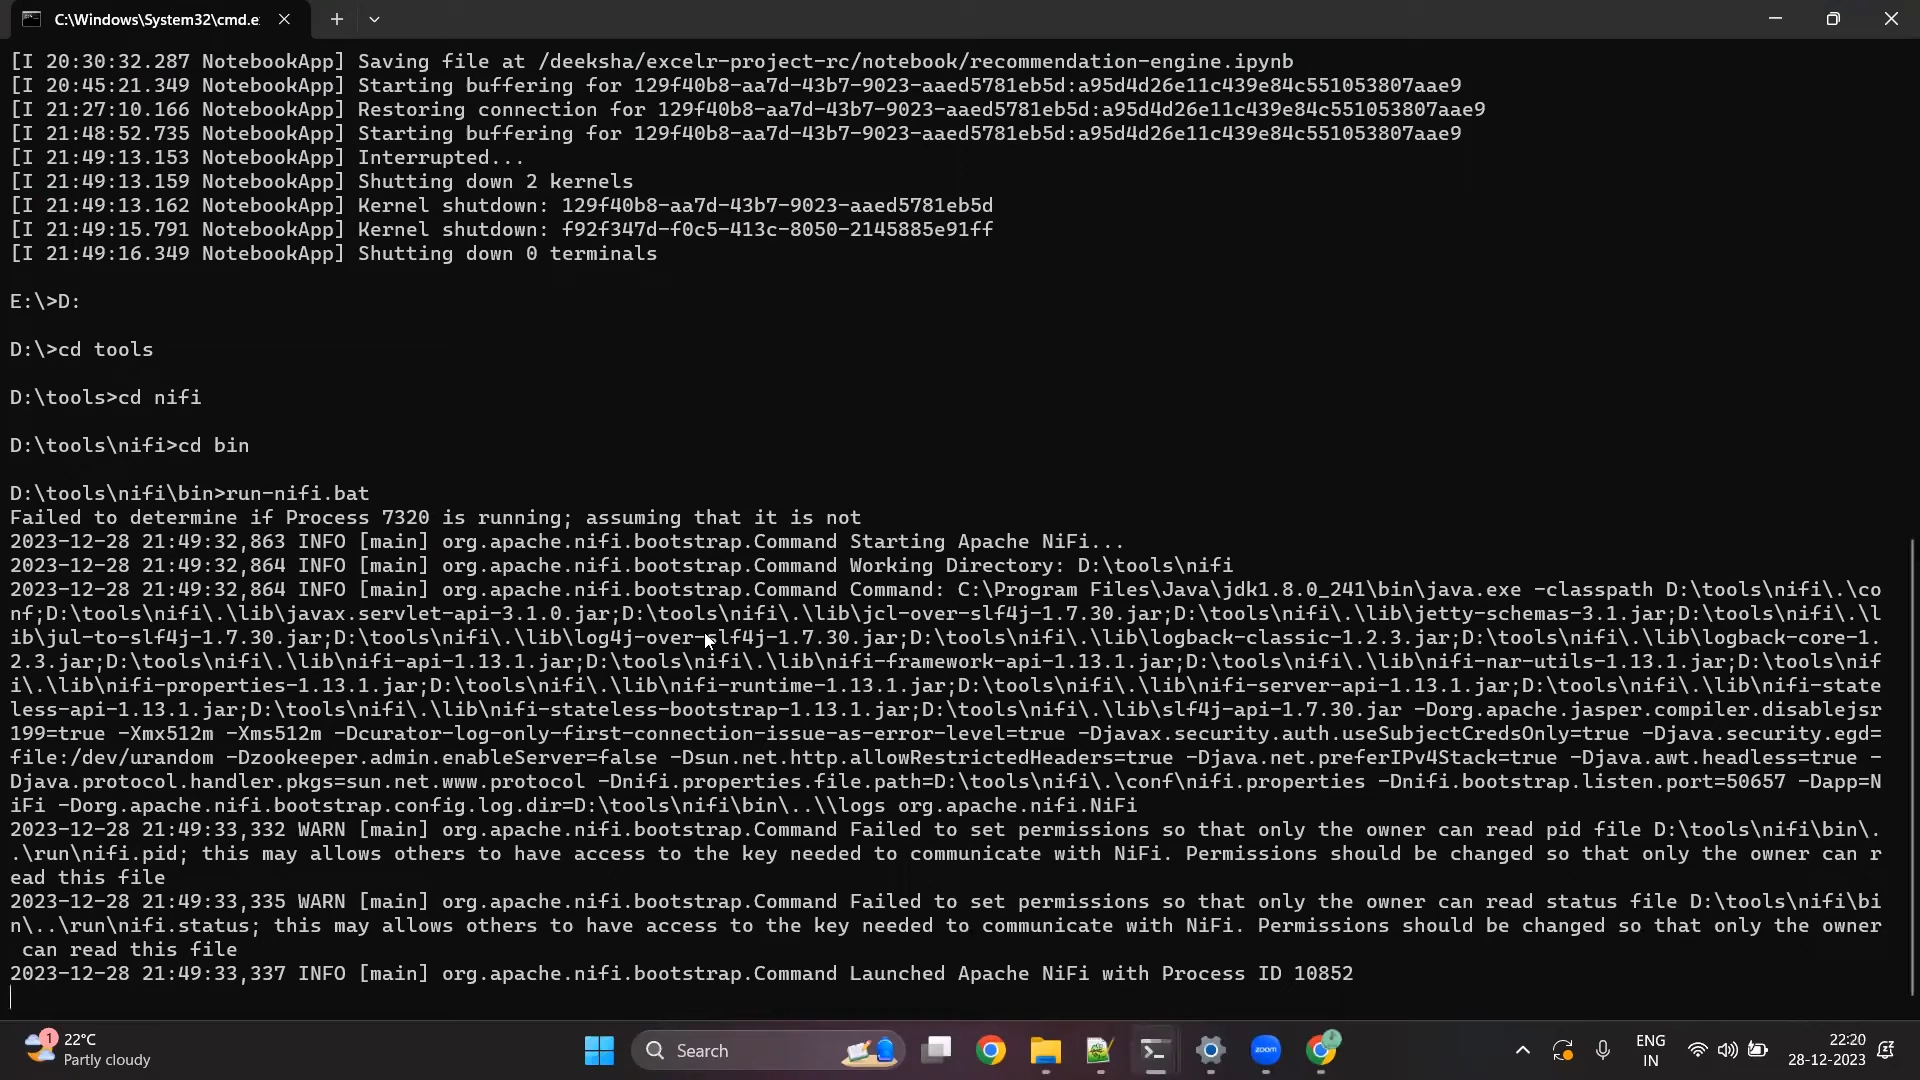 C:\Windows\System32\cmd.e
[I 20:30:32.287 NotebookApp] Saving file at /deeksha/excelr-project-rc/notebook/recommendation-engine.ipynb
[I 20:45:21.349 NotebookApp] Starting buffering for 129f40b8-aa7d-43b7-9023-aaed5781eb5d:a95d4d26e11c439e84c551053807aae9
[I 21:27:10.166 NotebookApp] Restoring connection for 129f40b8-aa7d-43b7-9023-aaed5781eb5d:a95d4d26e11c439e84c551053807aae9
[I 21:48:52.735 NotebookApp] Starting buffering for 129f40b8-aa7d-43b7-9023-aaed5781eb5d:a95d4d26e11c439e84c551053807aae9
[I 21:49:13.153 NotebookApp] Interrupted...
[I 21:49:13.159 NotebookApp] Shutting down 2 kernels
[I 21:49:13.162 NotebookApp] Kernel shutdown: 129f40b8-aa7d-43b7-9023-aaed5781eb5d
[I 21:49:15.791 NotebookApp] Kernel shutdown: f92f347d-f0c5-413c-8050-2145885e91ff
[I 21:49:16.349 NotebookApp] Shutting down 0 terminals
E:\>D:
D:\>cd tools
D:\tools>cd nifi
D:\tools\nifi>cd bin
D:\tools\nifi\bin>run-nifi.bat
Failed to determine if Process 7320 is running; assuming that it is not
2023-12-28 21:49:32,863 INFO [main] org.apache.nifi.bootstrap.Command Starting Apache NiFi...
2023-12-28 21:49:32,864 INFO [main] org.apache.nifi.bootstrap.Command Working Directory: D:\tools\nifi
2023-12-28 21:49:32,864 INFO [main] org.apache.nifi.bootstrap.Command Command: C:\Program Files\Java\jdk1.8.0_241\bin\java.exe -classpath D:\tools\nifi\.\co
nf;D:\tools\nifi\.\lib\javax.servlet-api-3.1.0.jar;D:\tools\nifi\.\lib\jcl-over-slf4j-1.7.30.jar;D:\tools\nifi\.\lib\jetty-schemas-3.1.jar;D:\tools\nifi\.\l
ib\jul-to-slf4j-1.7.30.jar;D:\tools\nifi\.\lib\log4j-over-slf4j-1.7.30.jar;D:\tools\nifi\.\lib\logback-classic-1.2.3.jar;D:\tools\nifi\.\lib\logback-core-1.
2.3.jar;D:\tools\nifi\.\lib\nifi-api-1.13.1.jar;D:\tools\nifi\.\lib\nifi-framework-api-1.13.1.jar;D:\tools\nifi\.\lib\nifi-nar-utils-1.13.1.jar;D:\tools\nif
i\.\lib\nifi-properties-1.13.1.jar;D:\tools\nifi\.\lib\nifi-runtime-1.13.1.jar;D:\tools\nifi\.\lib\nifi-server-api-1.13.1.jar;D:\tools\nifi\.\lib\nifi-state
less-api-1.13.1.jar;D:\tools\nifi\.\lib\nifi-stateless-bootstrap-1.13.1.jar;D:\tools\nifi\.\lib\slf4j-api-1.7.30.jar -Dorg.apache.jasper.compiler.disablejsr
199=true -Xmx512m -Xms512m -Dcurator-log-only-first-connection-issue-as-error-level=true -Djavax.security.auth.useSubjectCredsOnly=true -Djava.security.egd=
file:/dev/urandom -Dzookeeper.admin.enableServer=false -Dsun.net.http.allowRestrictedHeaders=true -Djava.net.preferIPv4Stack=true -Djava.awt.headless=true -
Djava.protocol.handler.pkgs=sun.net.www.protocol -Dnifi.properties.file.path=D:\tools\nifi\.\conf\nifi.properties -Dnifi.bootstrap.listen.port=50657 -Dapp=N
iFi -Dorg.apache.nifi.bootstrap.config.log.dir=D:\tools\nifi\bin\..\\logs org.apache.nifi.NiFi
2023-12-28 21:49:33,332 WARN [main] org.apache.nifi.bootstrap.Command Failed to set permissions so that only the owner can read pid file D:\tools\nifi\bin\.
.\run\nifi.pid; this may allows others to have access to the key needed to communicate with NiFi. Permissions should be changed so that only the owner can r
ead this file
2023-12-28 21:49:33,335 WARN [main] org.apache.nifi.bootstrap.Command Failed to set permissions so that only the owner can read status file D:\tools\nifi\bi
n\..\run\nifi.status; this may allows others to have access to the key needed to communicate with NiFi. Permissions should be changed so that only the owner
can read this file
2023-12-28 21:49:33,337 INFO [main] org.apache.nifi.bootstrap.Command Launched Apache NiFi with Process ID 10852
1
22°C
Partly cloudy
Search
zoom
ENG
IN
22:20
28-12-2023